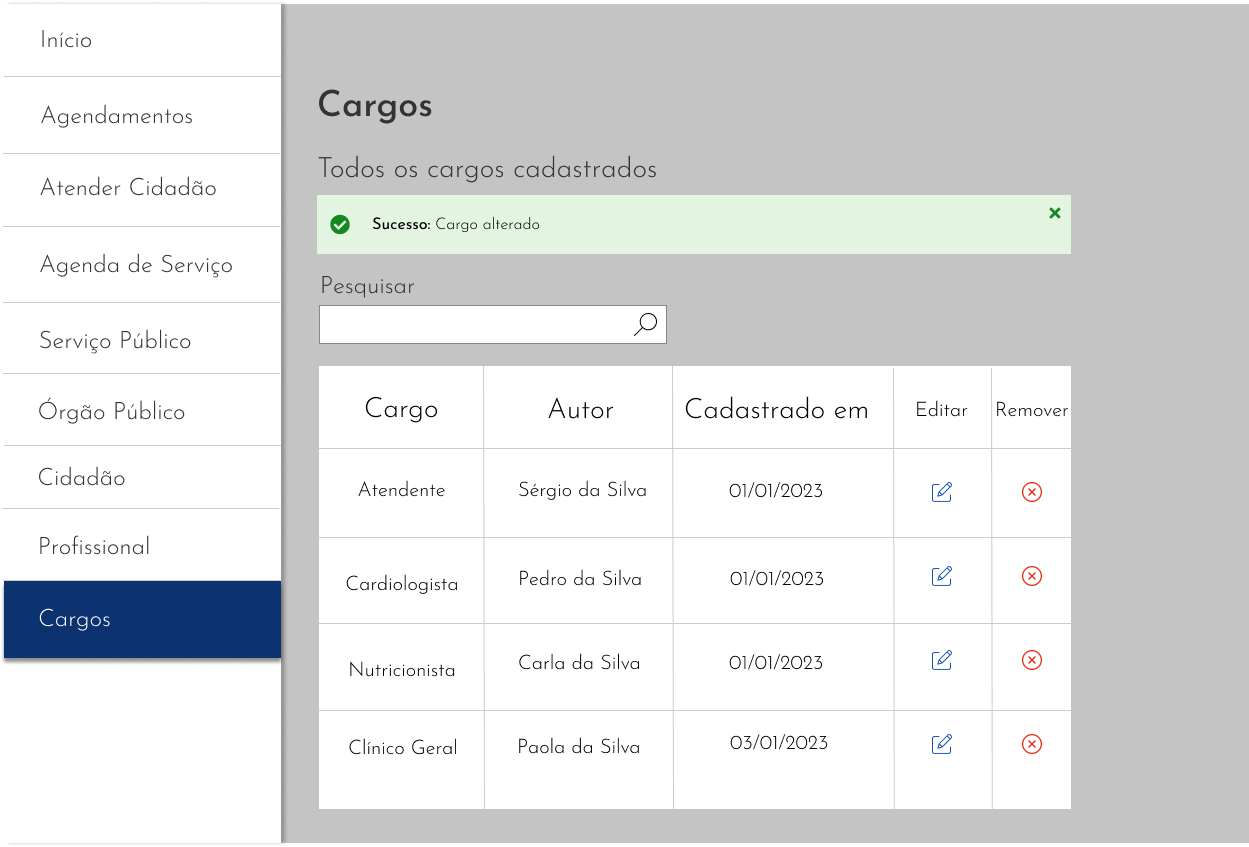 Início
Agendamentos
Atender Cidadão
Agenda de Serviço
Serviço Público
Órgão Público
Cidadão
Profissional
Cargos
Cargos
Todos os cargos cadastrados
Sucesso: Cargo alterado
Pesquisar
Cargo Autor Cadastrado em Editar Remover
Atendente Sérgio da Silva 01/01/2023
Cardiologista Pedro da Silva 01/01/2023
Nutricionista Carla da Silva 01/01/2023
Clínico Geral Paola da Silva 03/01/2023